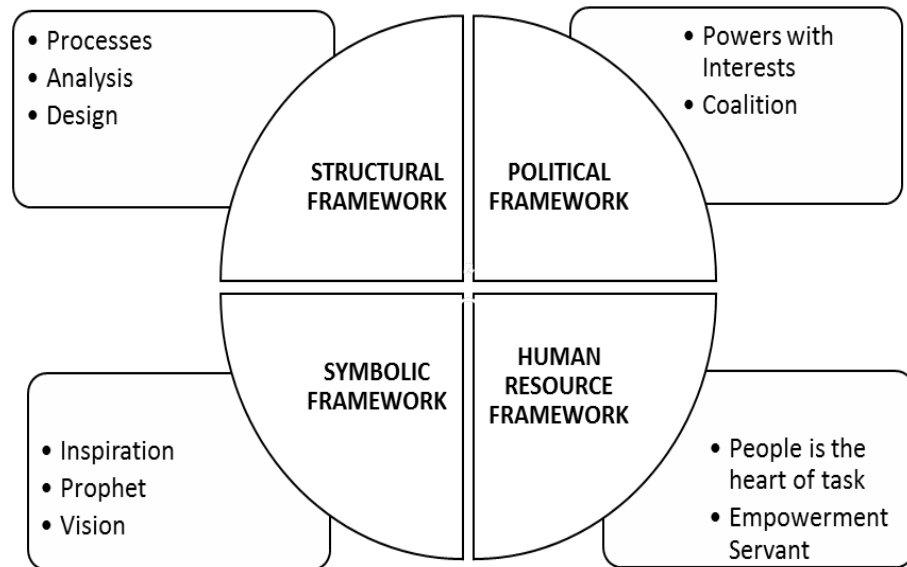 • Processes
• Analysis
• Design
• Powers with
Interests
• Coalition
STRUCTURAL
FRAMEWORK
POLITICAL
FRAMEWORK
SYMBOLIC
FRAMEWORK
HUMAN
RESOURCE
FRAMEWORK
• Inspiration
• Prophet
• Vision
• People is the
heart of task
• Empowerment
Servant